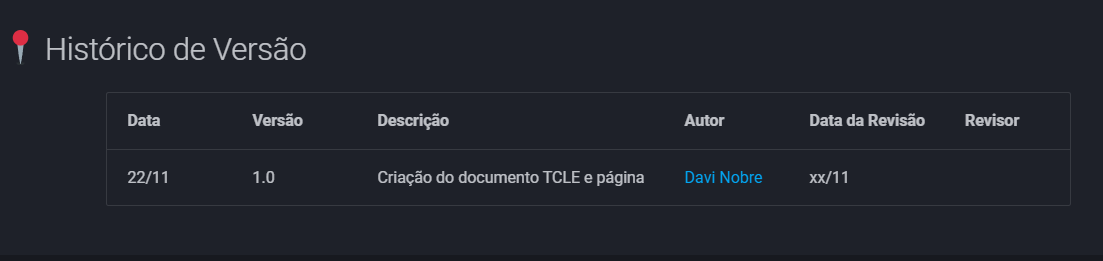 Histórico de Versão
Data Versão Descrição Autor Data da Revisão Revisor
22/11 1.0 Criação do documento TCLE e página Davi Nobre xx/11